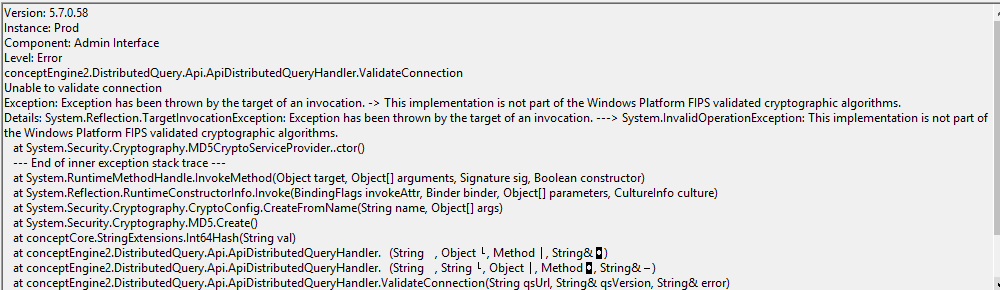 Version: 5.7.0.58
Instance: Prod
Component: Admin Interface
Level: Error
conceptEngine2.DistributedQuery.Api.ApiDistributedQueryHandler.ValidateConnection
Unable to validate connection
Exception: Exception has been thrown by the target of an invocation. -> This implementation is not part of the Windows Platform FIPS validated cryptographic algorithms.
Details: System.Reflection.TargetInvocationException: Exception has been thrown by the target of an invocation. ---> System.InvalidOperationException: This implementation is not part of
the Windows Platform FIPS validated cryptographic algorithms.
at System.Security.Cryptography.MD5CryptoServiceProvider..ctor()
--- End of inner exception stack trace ---
at System.RuntimeMethodHandle.InvokeMethod(Object target, Object[] arguments, Signature sig, Boolean constructor)
at System.Reflection.RuntimeConstructorInfo.Invoke(BindingFlags invokeAttr, Binder binder, Object[] parameters, CultureInfo culture)
at System.Security.Cryptography.CryptoConfig.CreateFromName(String name, Object[] args)
at System.Security.Cryptography.MD5.Create()
at conceptCore.StringExtensions.Int64Hash(String val)
at conceptEngine2.DistributedQuery.Api.ApiDistributedQueryHandler. (String , Object └, Method |, String& ◘)
at conceptEngine2.DistributedQuery.Api.ApiDistributedQueryHandler. (String , String └, Object |, Method ◘, String& –)
at conceptEngine2.DistributedQuery.Api.ApiDistributedQueryHandler.ValidateConnection(String qsUrl, String& qsVersion, String& error)